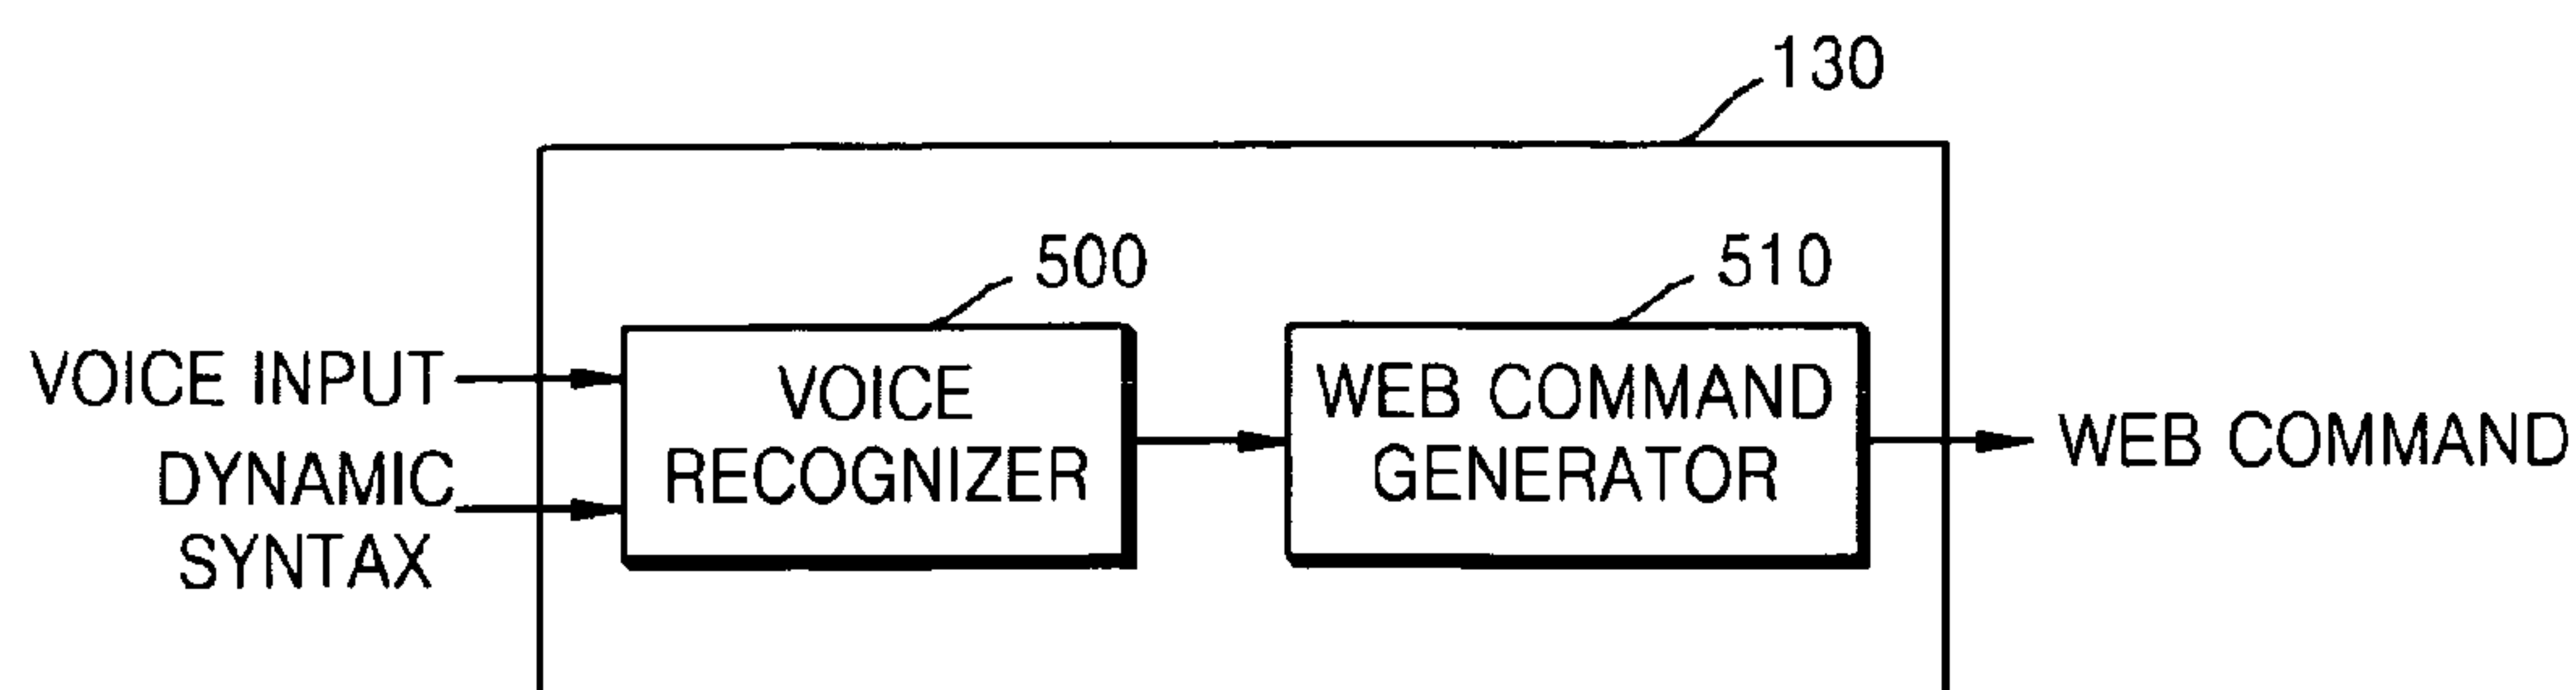 130
500
510
VOICE INPUT
DYNAMIC
SYNTAX
VOICE
RECOGNIZER
WEB COMMAND
GENERATOR
WEB COMMAND